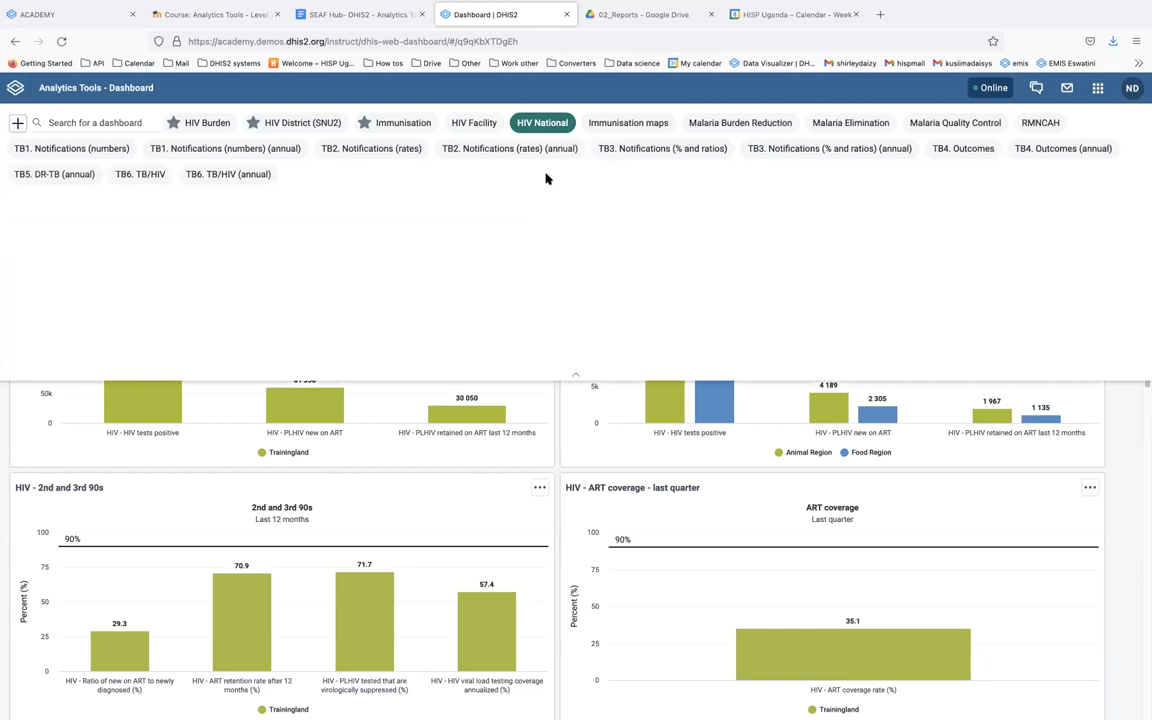 ACADEMY
Course: Analytics Tools - Level
SEAF Hub- DHIS2 - Analytics To
Dashboard | DHIS2
02_Reports - Google Drive
HISP Uganda – Calendar - Week
https://academy.demos.dhis2.org/instruct/dhis-web-dashboard/#/q9qKbXTDgEh
Getting Started API Calendar Mail DHIS2 systems Welcome – HISP Ug... How tos Drive Other Work other Converters Data science My calendar Data Visualizer | DH... shirleydaizy hispmail kusiimadaisys emis EMIS Eswatini
Analytics Tools - Dashboard
Online
ND
Search for a dashboard
HIV Burden
HIV District (SNU2)
Immunisation
HIV Facility
HIV National
Immunisation maps
Malaria Burden Reduction
Malaria Elimination
Malaria Quality Control
RMNCAH
TB1. Notifications (numbers)
TB1. Notifications (numbers) (annual)
TB2. Notifications (rates)
TB2. Notifications (rates) (annual)
TB3. Notifications (% and ratios)
TB3. Notifications (% and ratios) (annual)
TB4. Outcomes
TB4. Outcomes (annual)
TB5. DR-TB (annual)
TB6. TB/HIV
TB6. TB/HIV (annual)
50k
0
30 050
HIV - HIV tests positive
HIV - PLHIV new on ART
HIV - PLHIV retained on ART last 12 months
Trainingland
5k
0
4 189
2 305
1 967
1 135
HIV - HIV tests positive
HIV - PLHIV new on ART
HIV - PLHIV retained on ART last 12 months
Animal Region
Food Region
HIV - 2nd and 3rd 90s
2nd and 3rd 90s
Last 12 months
Percent (%)
100
75
50
25
0
90%
29.3
70.9
71.7
57.4
HIV - Ratio of new on ART to newly
diagnosed (%)
HIV - ART retention rate after 12
months (%)
HIV - PLHIV tested that are
virologically suppressed (%)
HIV - HIV viral load testing coverage
annualized (%)
Trainingland
HIV - ART coverage - last quarter
ART coverage
Last quarter
Percent (%)
100
75
50
25
0
90%
35.1
HIV - ART coverage rate (%)
Trainingland